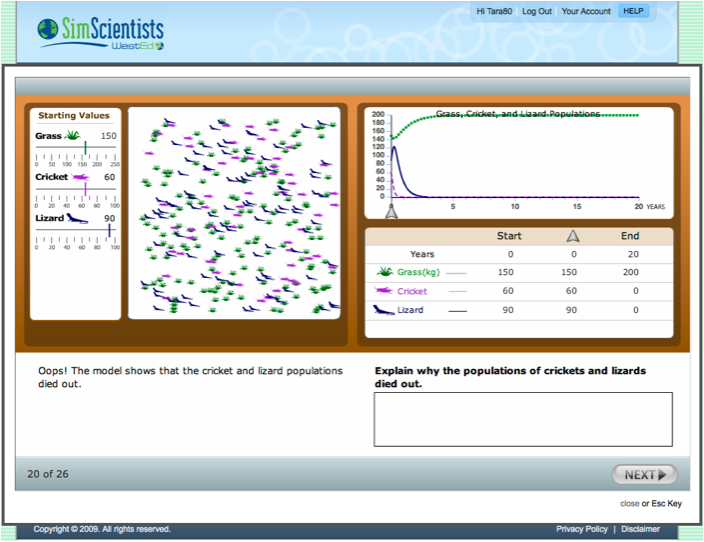 Hi Tara80 Log Out Your Account HELP
SimScientists
WestEd
Starting Values
Grass 150
0 50 100 150 200 250
Cricket 60
0 20 40 60 80 100
Lizard 90
0 20 40 60 80 100
Grass, Cricket, and Lizard Populations
200
180
160
140
120
100
80
60
40
20
0
0 5 10 15 20 YEARS
Start End
Years 0 0 20
Grass(kg) 150 150 200
Cricket 60 60 0
Lizard 90 90 0
Oops! The model shows that the cricket and lizard populations
died out.
Explain why the populations of crickets and lizards
died out.
20 of 26
NEXT
close or Esc Key
Copyright © 2009. All rights reserved.
Privacy Policy | Disclaimer